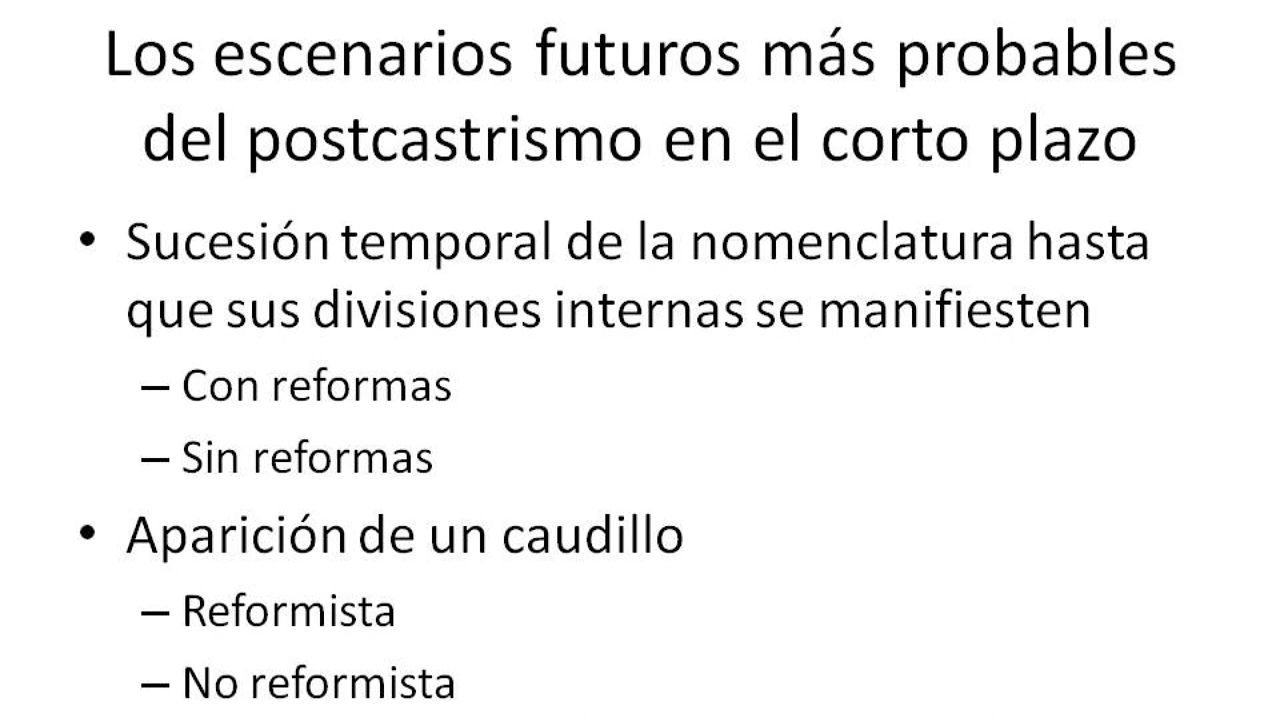 Los escenarios futuros más probables
del postcastrismo en el corto plazo
• Sucesión temporal de la nomenclatura hasta
que sus divisiones internas se manifiesten
– Con reformas
– Sin reformas
• Aparición de un caudillo
– Reformista
– No reformista